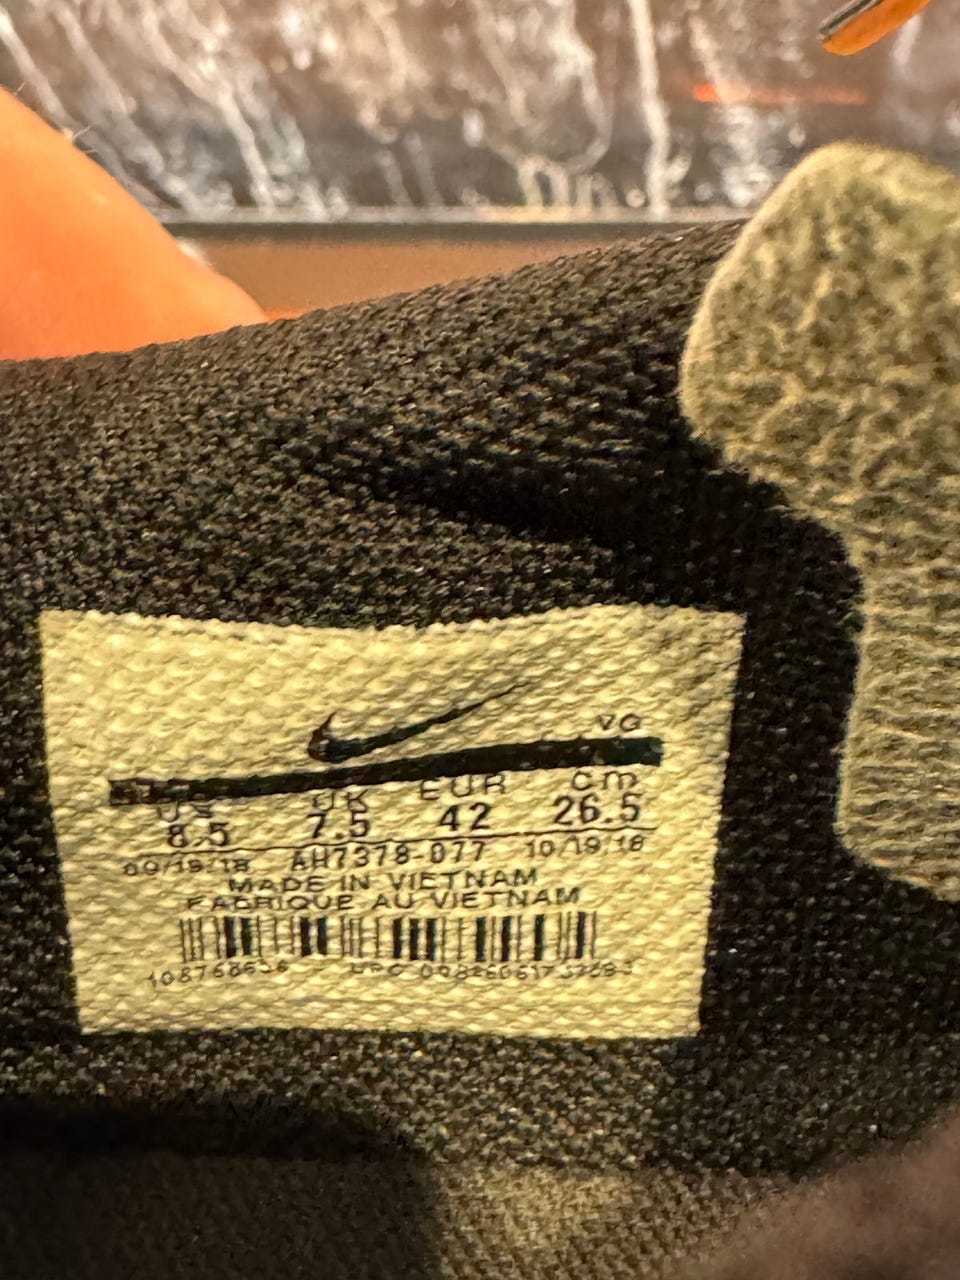 VG
US UK EUR cm
8.5 7.5 42 26.5
09/19/18 AH7378-077 10/19/18
MADE IN VIETNAM
FABRIQUE AU VIETNAM
UPC